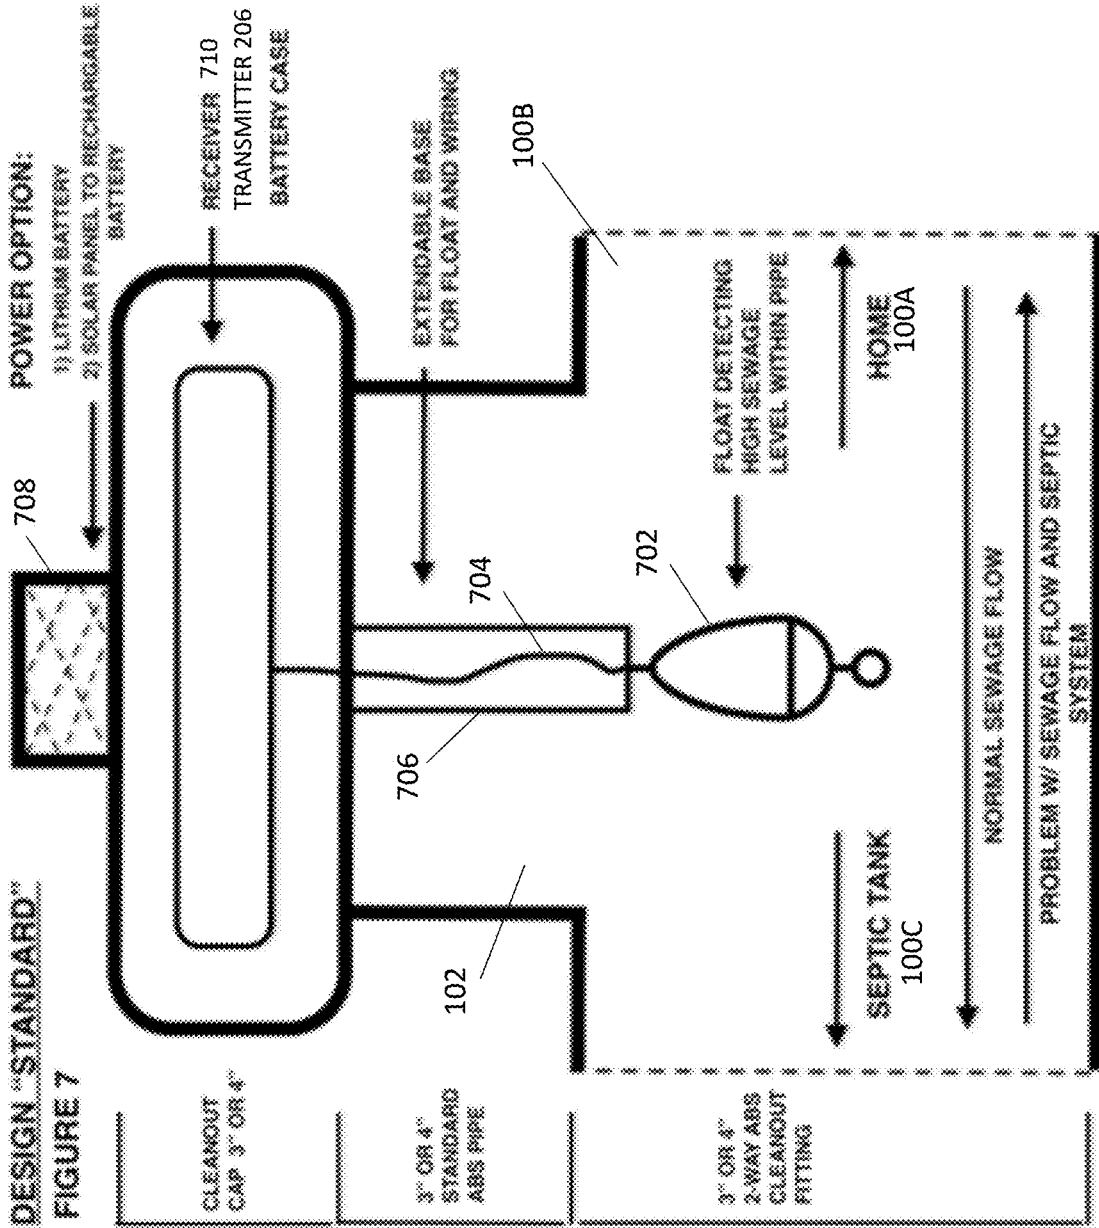 DESIGN "STANDARD"
FIGURE 7
708
POWER OPTION:
1) LITHIUM BATTERY
2) SOLAR PANEL TO RECHARGABLE
BATTERY
RECEIVER 710
TRANSMITTER 206
BATTERY CASE
CLEANOUT
CAP 3" OR 4"
EXTENDABLE BASE
FOR FLOAT AND WIRING
3" OR 4"
STANDARD
ABS PIPE
102
706
704
100B
702
FLOAT DETECTING
HIGH SEWAGE
LEVEL WITHIN PIPE
3" OR 4"
2-WAY ABS
CLEANOUT
FITTING
SEPTIC TANK
100C
HOME
100A
NORMAL SEWAGE FLOW
PROBLEM W/ SEWAGE FLOW AND SEPTIC
SYSTEM